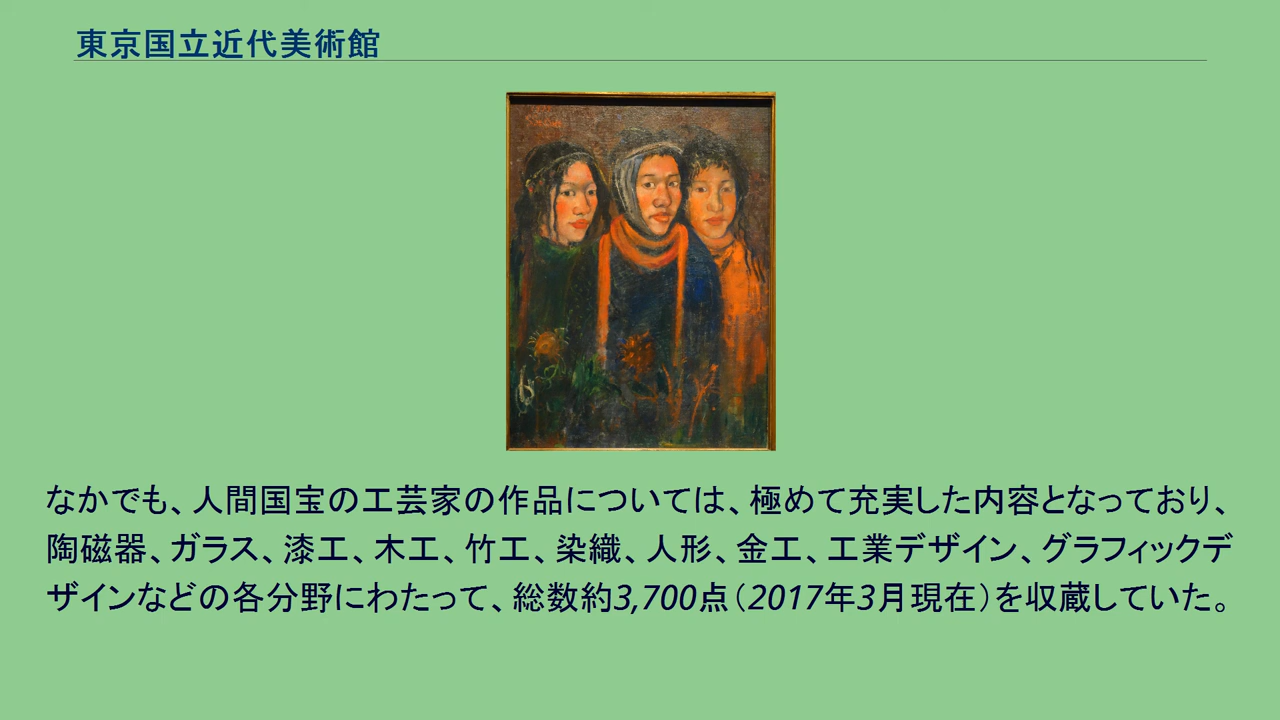 東京国立近代美術館
なかでも、人間国宝の工芸家の作品については、極めて充実した内容となっており、
陶磁器、ガラス、漆工、木工、竹工、染織、人形、金工、工業デザイン、グラフィックデ
ザインなどの各分野にわたって、総数約3,700点（2017年3月現在）を収蔵していた。